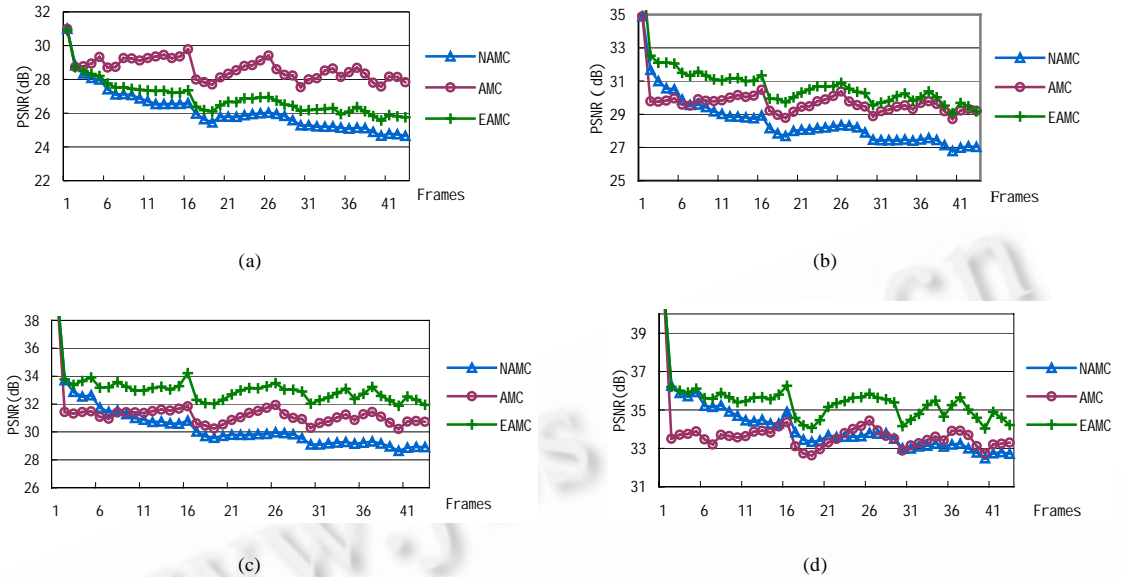 32
30
28
26
24
22
PSNR(dB)
1 6 11 16 21 26 31 36 41
Frames
NAMC
AMC
EAMC
(a)
35
33
31
29
27
25
PSNR( dB)
1 6 11 16 21 26 31 36 41
Frames
NAMC
AMC
EAMC
(b)
38
36
34
32
30
28
26
PSNR(dB)
1 6 11 16 21 26 31 36 41
Frames
NAMC
AMC
EAMC
(c)
39
37
35
33
31
PSNR(dB)
1 6 11 16 21 26 31 36 41
Frames
NAMC
AMC
EAMC
(d)